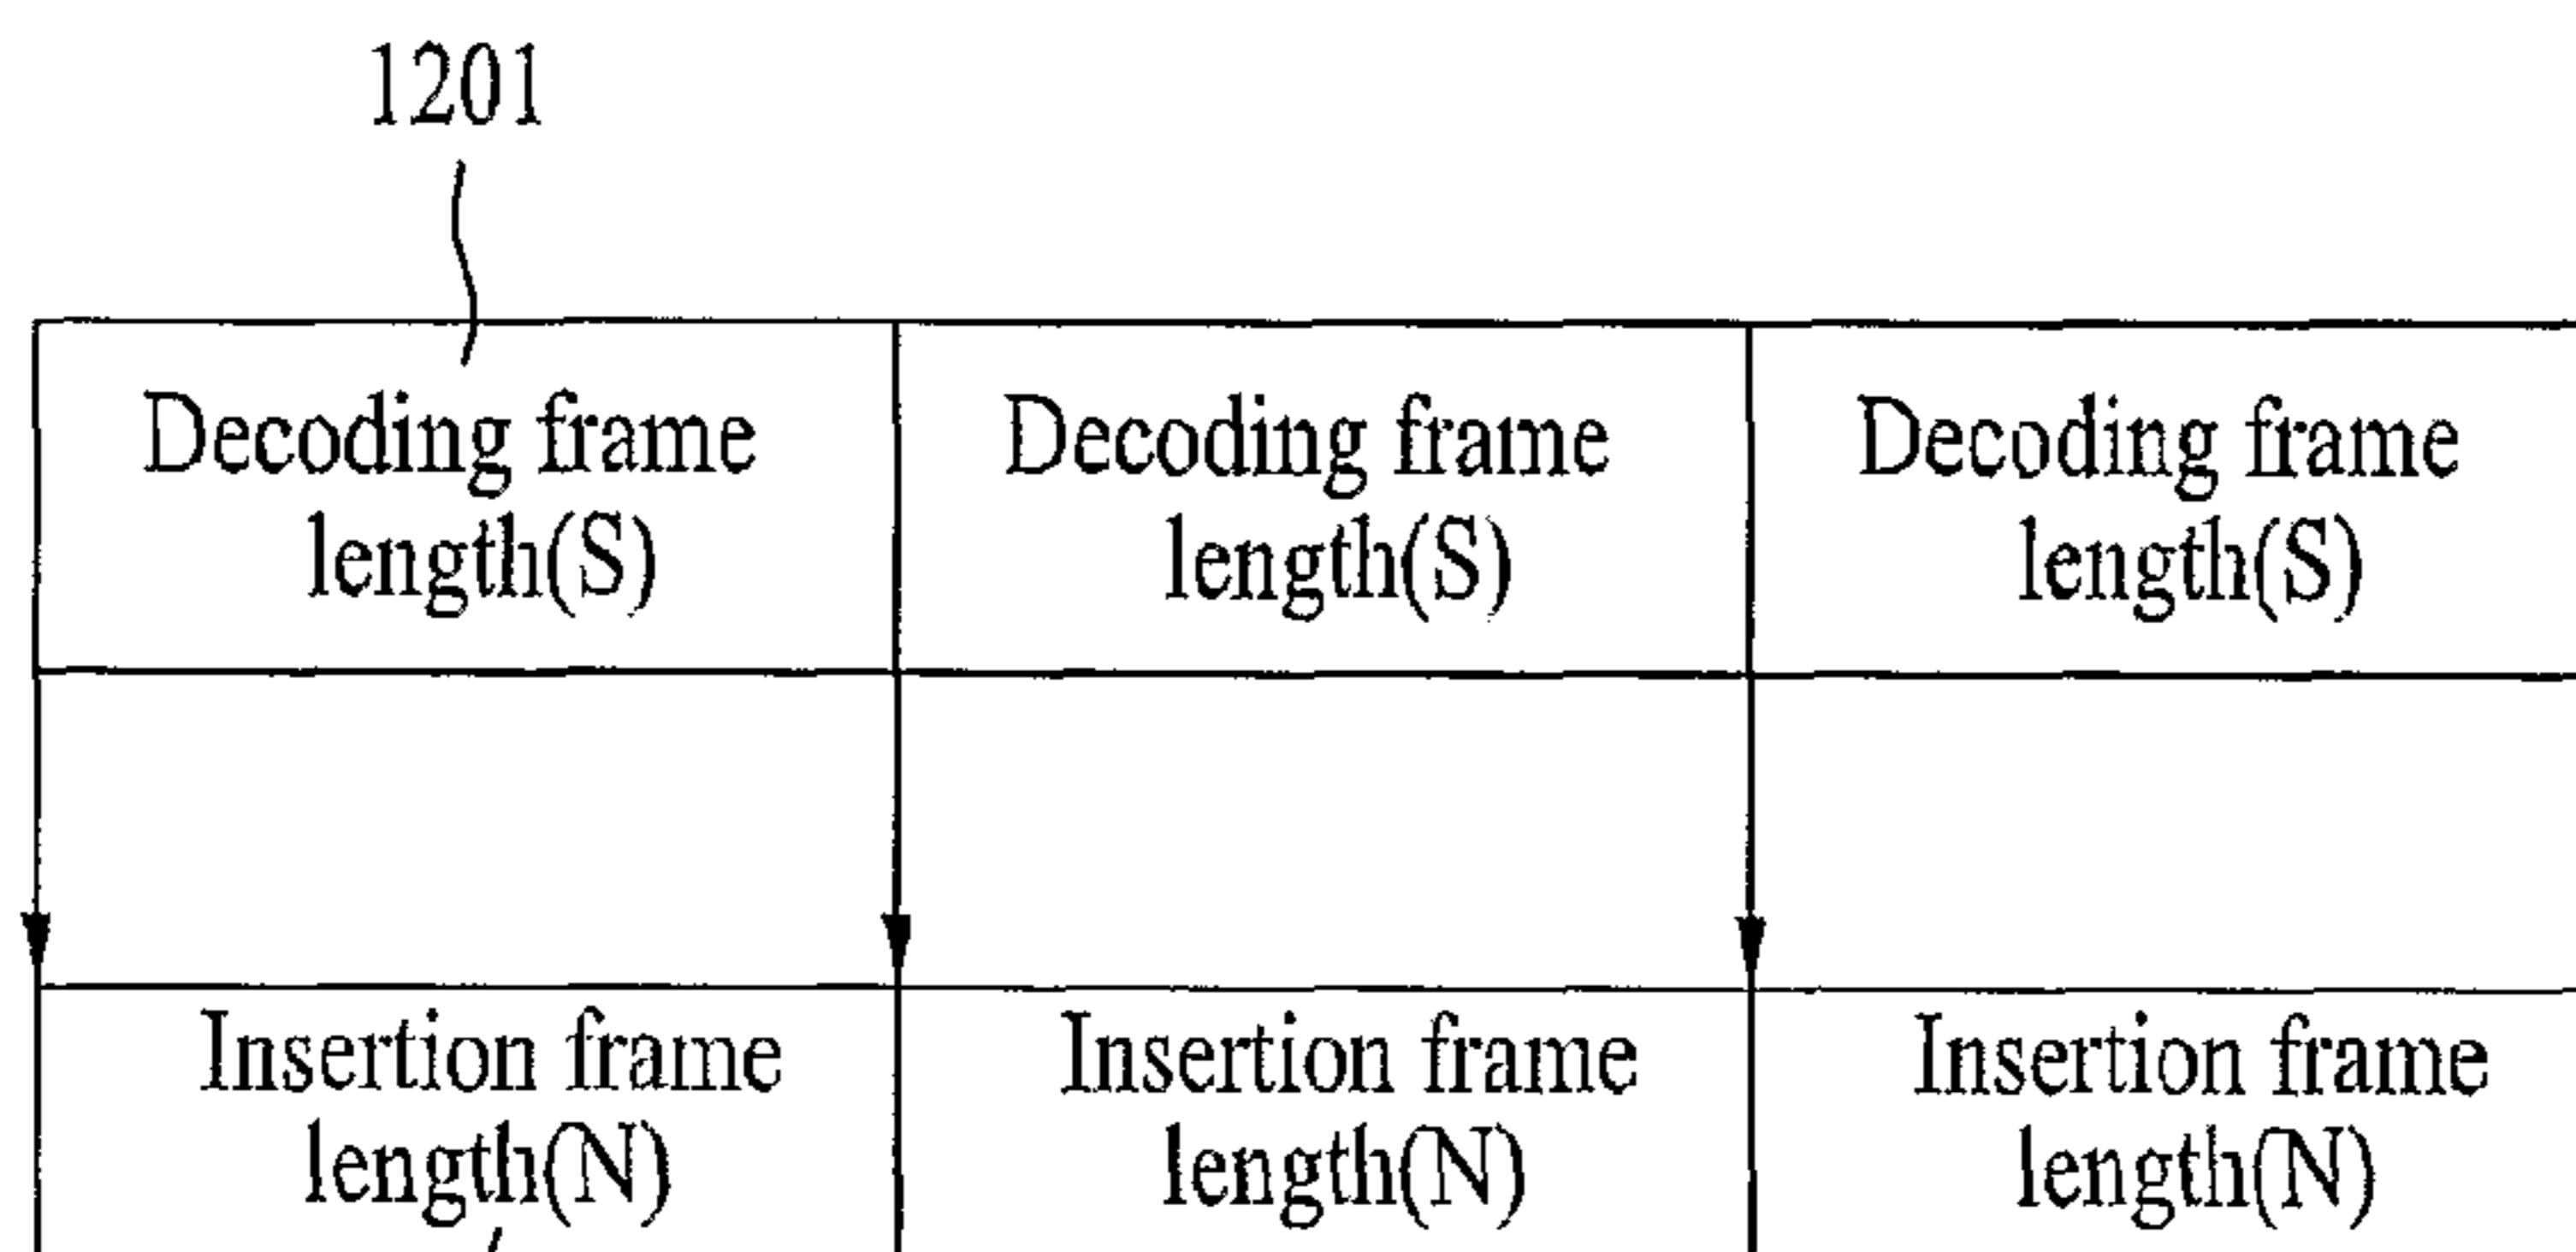 1201
Decoding frame
length(S)
Decoding frame
length(S)
Decoding frame
length(S)
Insertion frame
length(N)
Insertion frame
length(N)
Insertion frame
length(N)